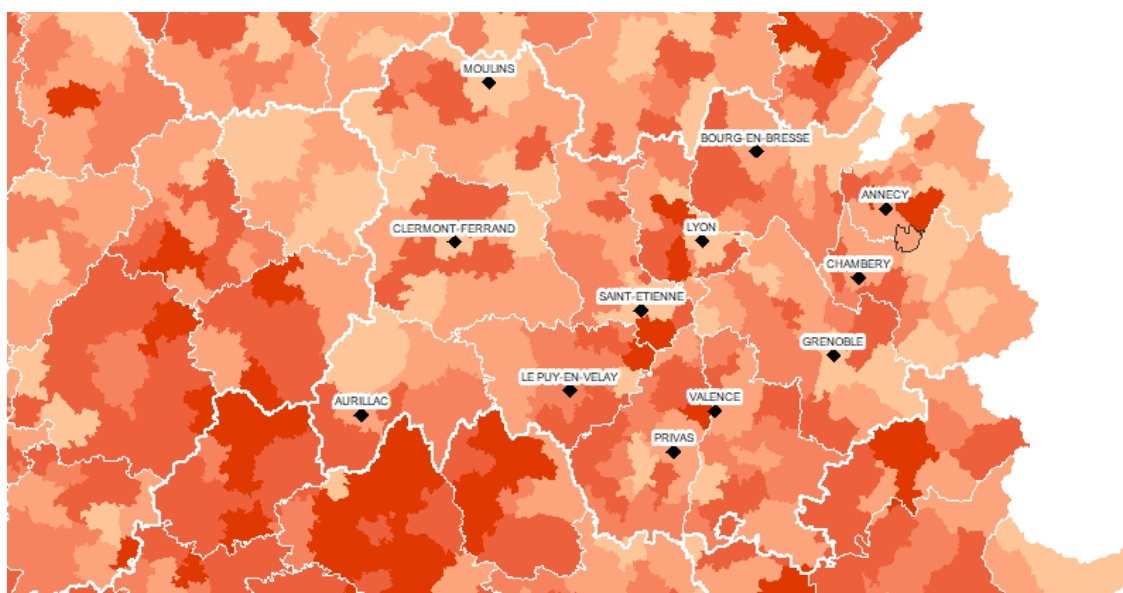 MOULINS
BOURG-EN-BRESSE
ANNECY
CLERMONT-FERRAND
LYON
CHAMBERY
SAINT-ETIENNE
GRENOBLE
LE PUY-EN-VELAY
AURILLAC
VALENCE
PRIVAS